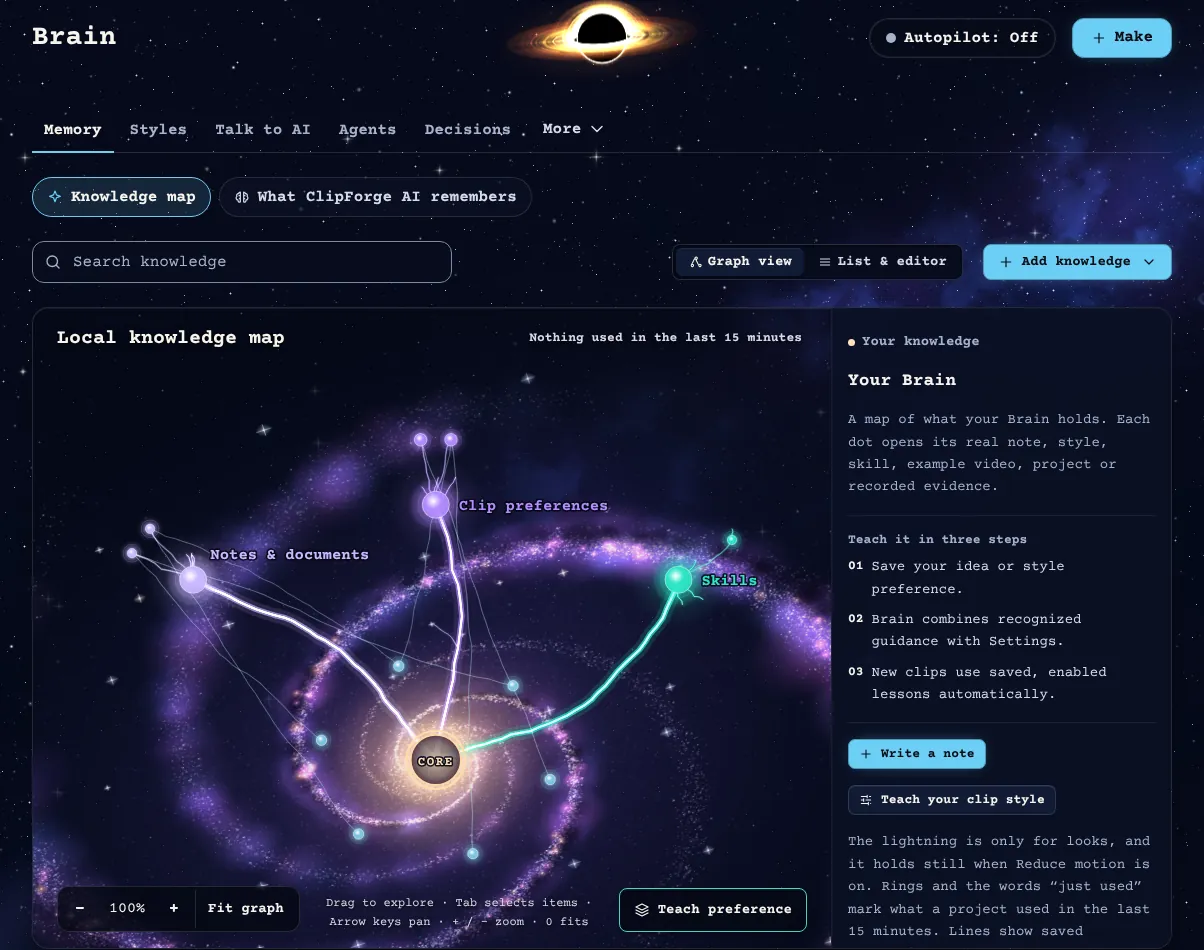 Brain
Autopilot: Off
+ Make
Memory
Styles
Talk to AI
Agents
Decisions
More
Knowledge map
What ClipForge AI remembers
Search knowledge
Graph view
List & editor
+ Add knowledge
Local knowledge map
Nothing used in the last 15 minutes
Clip preferences
Notes & documents
Skills
CORE
− 100% +
Fit graph
Drag to explore · Tab selects items ·
Arrow keys pan · + / − zoom · 0 fits
Teach preference
Your knowledge
Your Brain
A map of what your Brain holds. Each
dot opens its real note, style,
skill, example video, project or
recorded evidence.
Teach it in three steps
01 Save your idea or style
preference.
02 Brain combines recognized
guidance with Settings.
03 New clips use saved, enabled
lessons automatically.
+ Write a note
Teach your clip style
The lightning is only for looks, and
it holds still when Reduce motion is
on. Rings and the words “just used”
mark what a project used in the last
15 minutes. Lines show saved